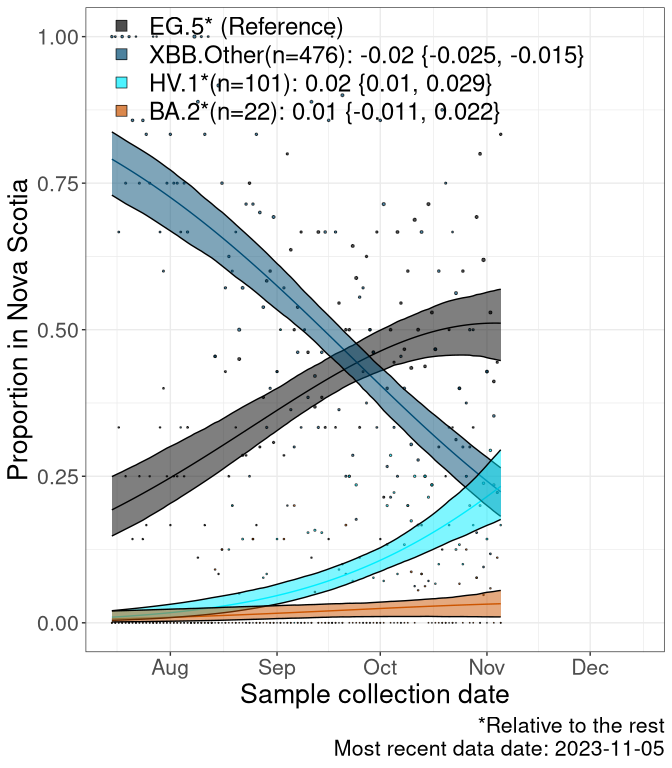 EG.5* (Reference)
XBB.Other(n=476): -0.02 {-0.025, -0.015}
HV.1*(n=101): 0.02 {0.01, 0.029}
BA.2*(n=22): 0.01 {-0.011, 0.022}
1.00
0.75
0.50
0.25
0.00
Proportion in Nova Scotia
Aug Sep Oct Nov Dec
Sample collection date
*Relative to the rest
Most recent data date: 2023-11-05